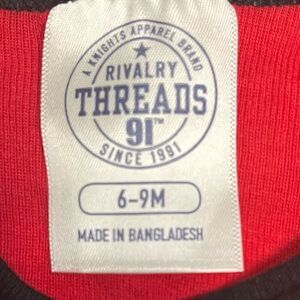 A KNIGHTS APPAREL BRAND
RIVALRY
THREADS
91™
SINCE 1991
6-9M
MADE IN BANGLADESH